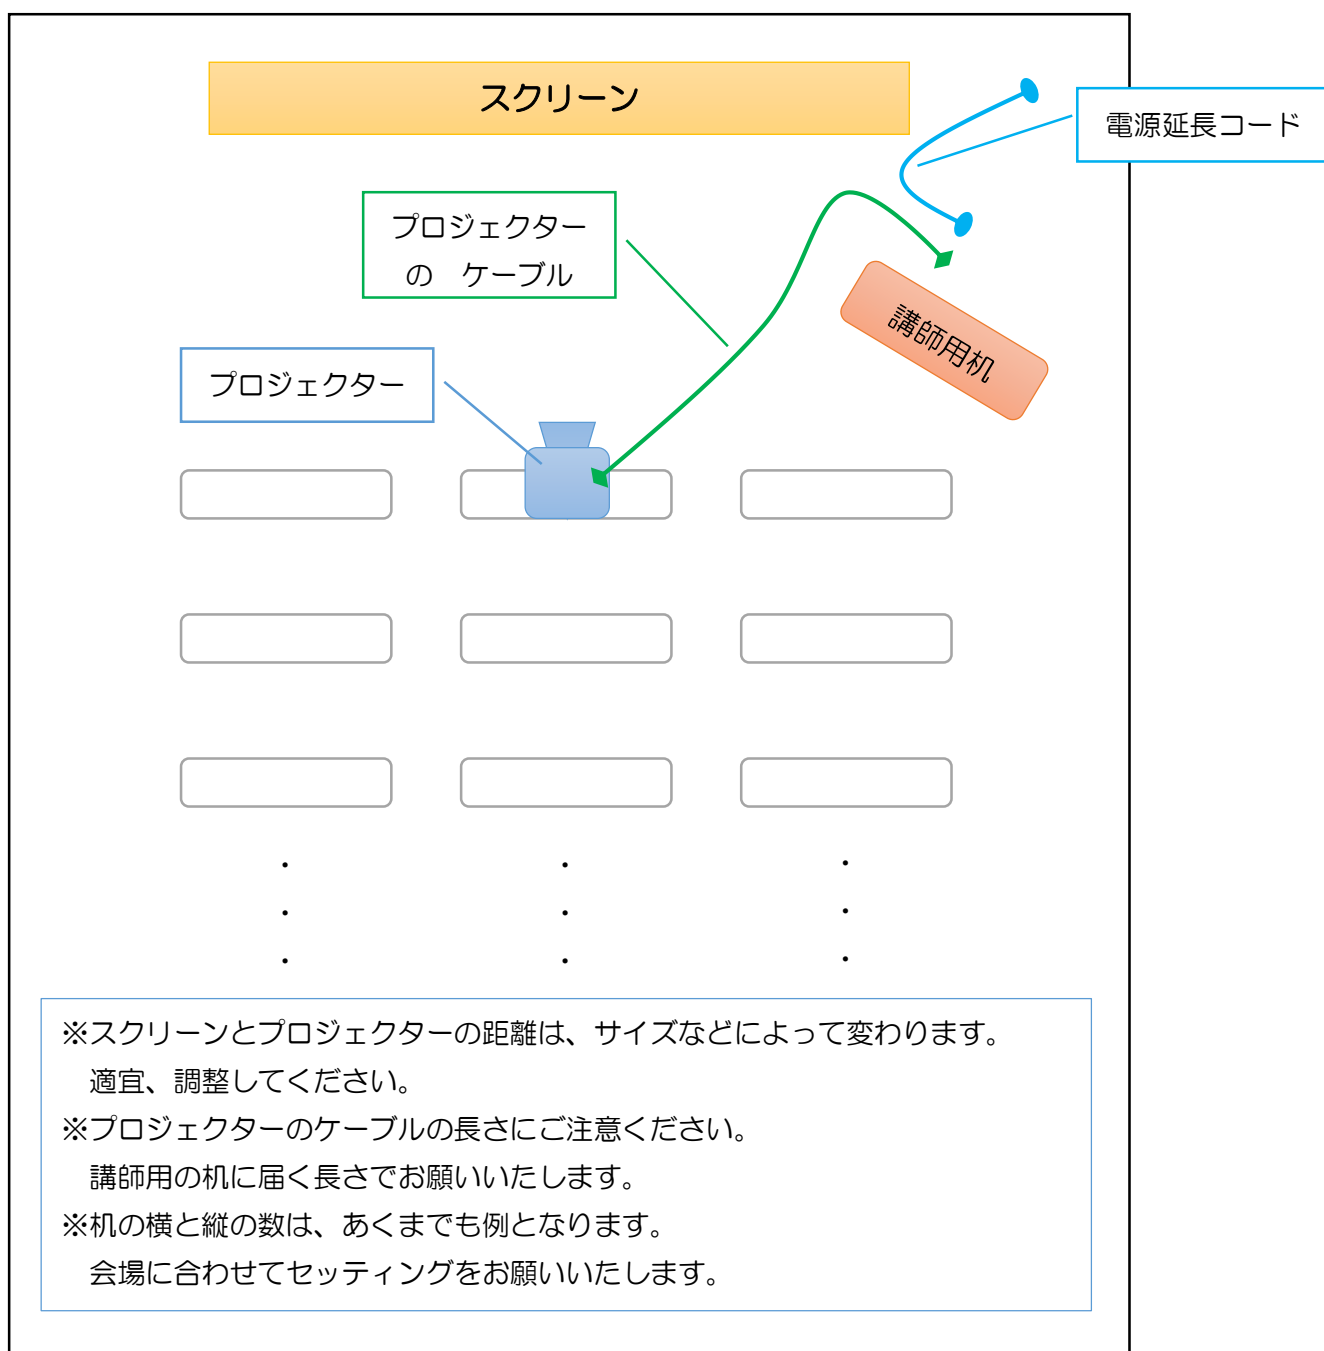 スクリーン
電源延長コード
プロジェクター
の　ケーブル
講師用机
プロジェクター
・　・　・
・　・　・
・　・　・
※スクリーンとプロジェクターの距離は、サイズなどによって変わります。
適宜、調整してください。
※プロジェクターのケーブルの長さにご注意ください。
講師用の机に届く長さでお願いいたします。
※机の横と縦の数は、あくまでも例となります。
会場に合わせてセッティングをお願いいたします。